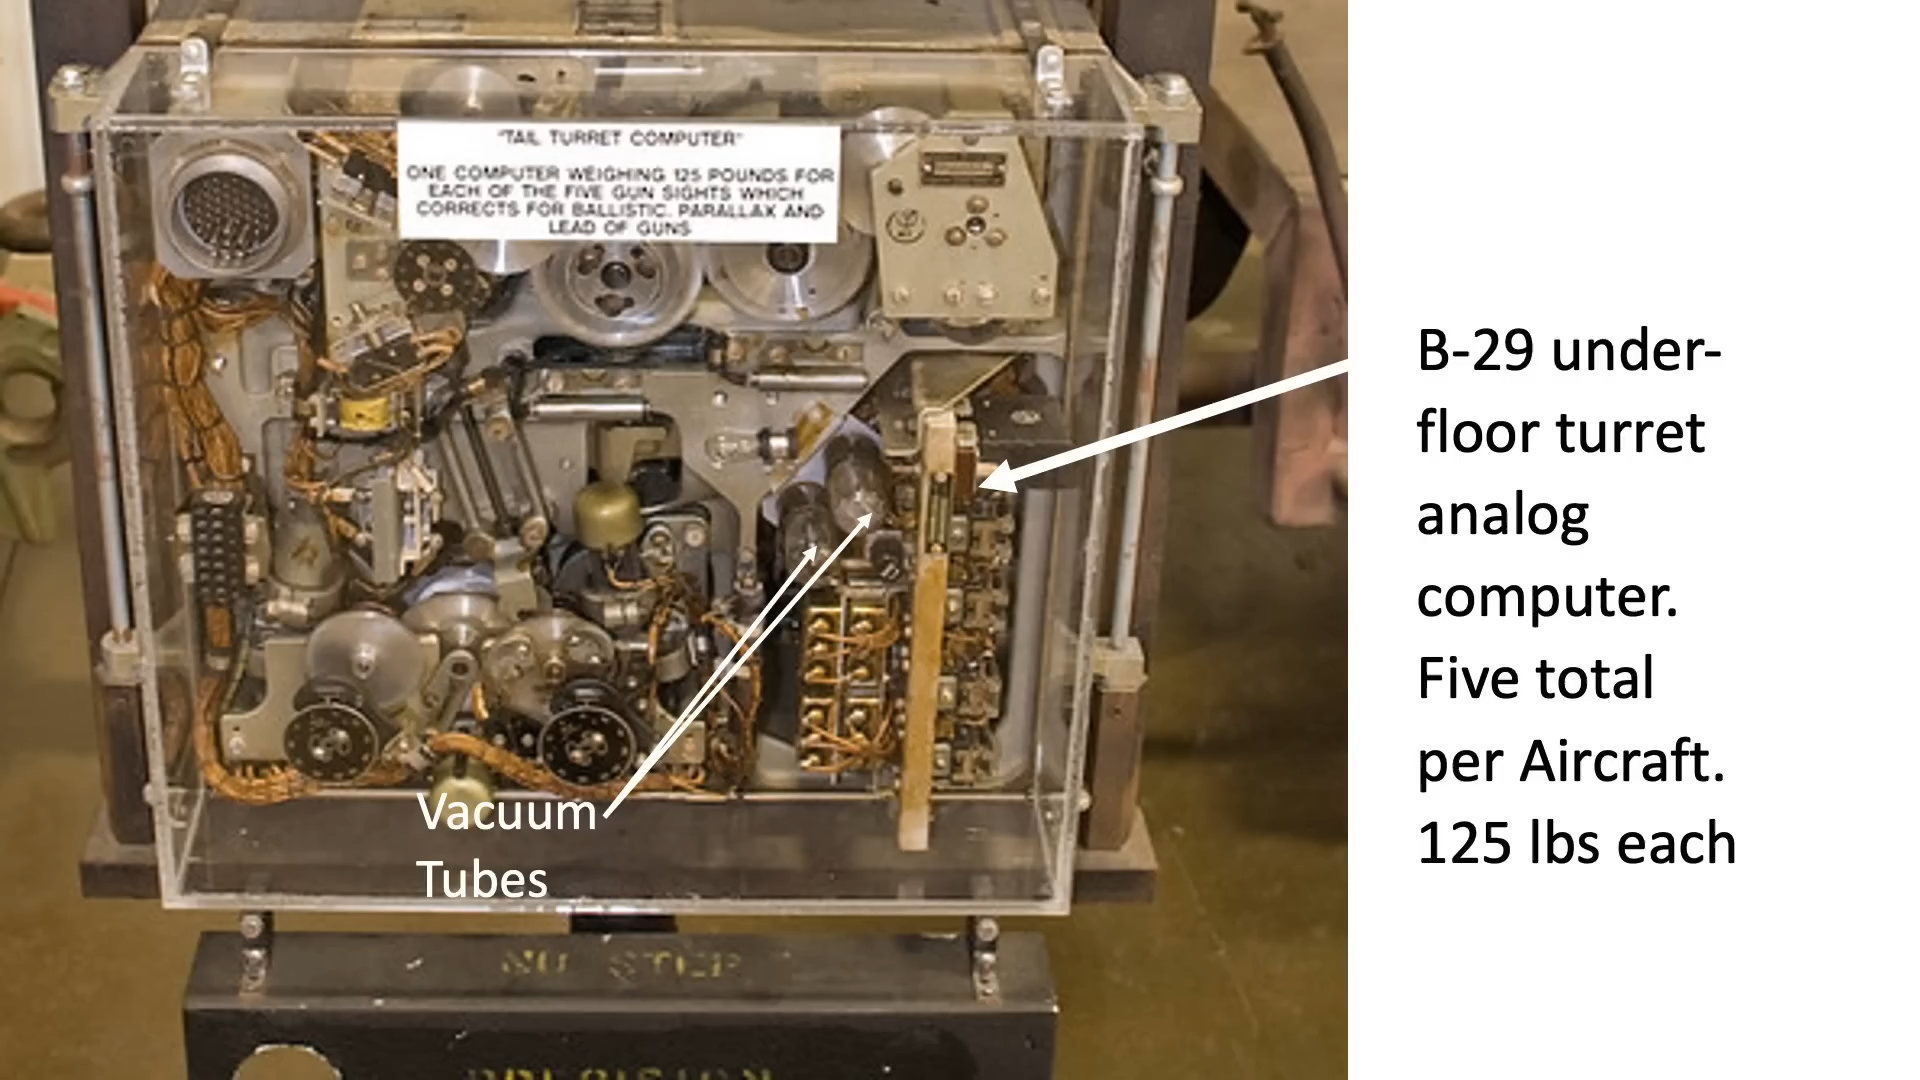 "TAIL TURRET COMPUTER"
ONE COMPUTER WEIGHING 125 POUNDS FOR
EACH OF THE FIVE GUN SIGHTS WHICH
CORRECTS FOR BALLISTIC, PARALLAX AND
LEAD OF GUNS
B-29 under-
floor turret
analog
computer.
Five total
per Aircraft.
125 lbs each
Vacuum
Tubes
NO STEP